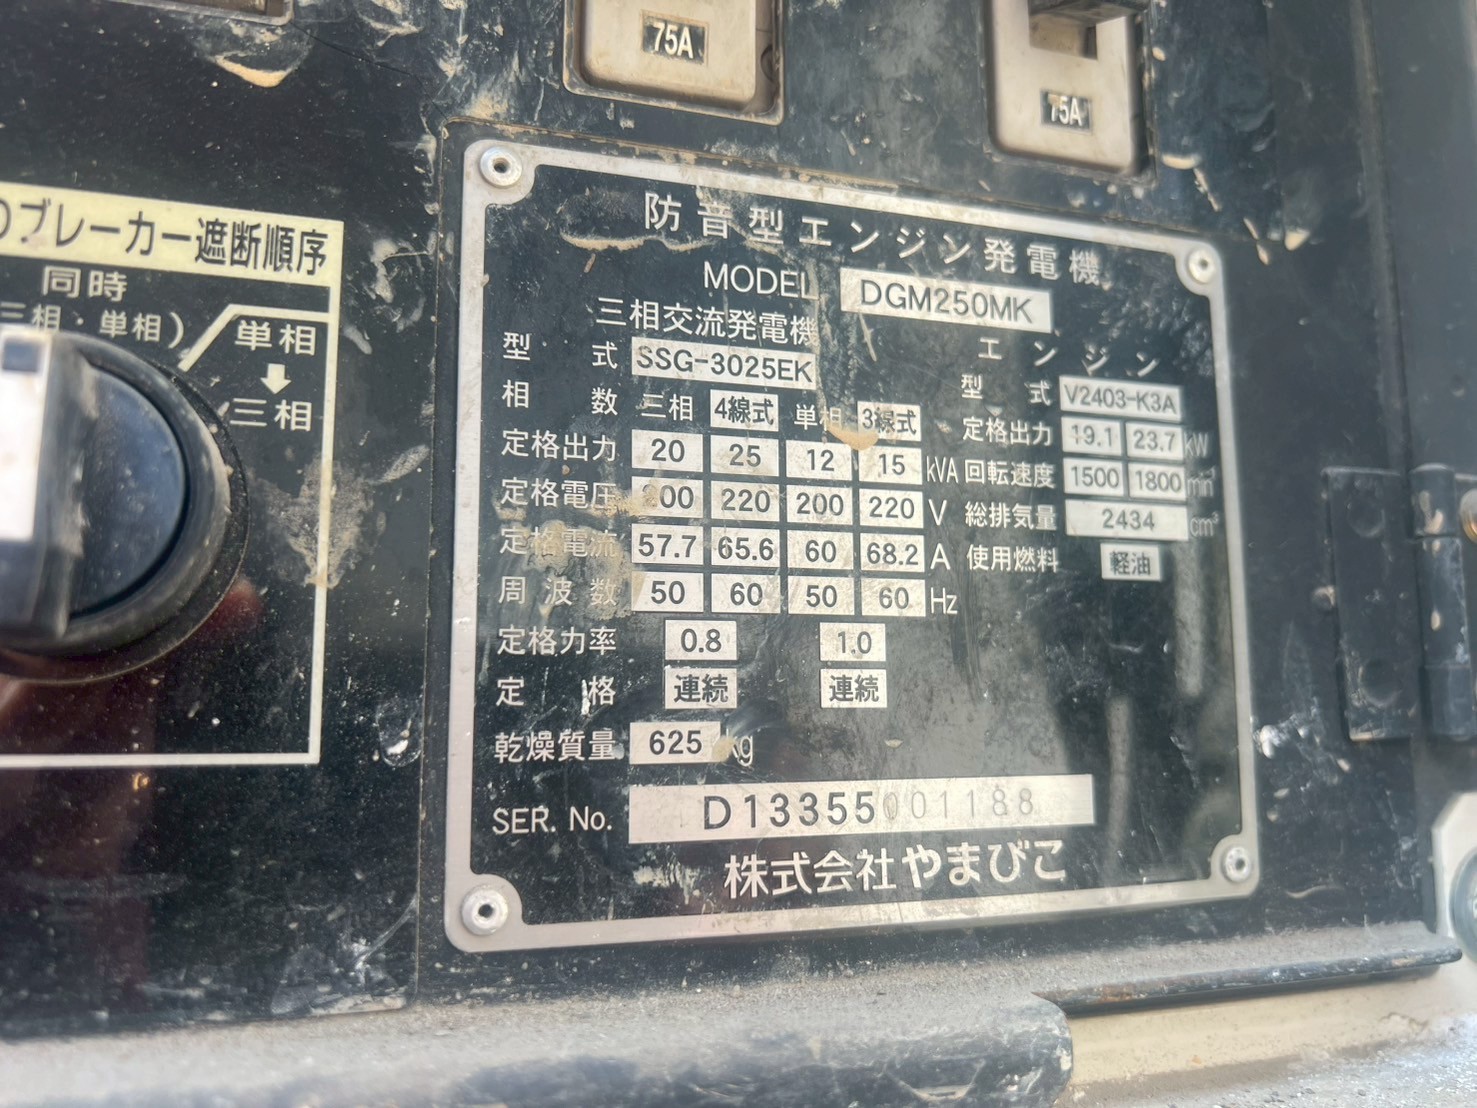 75A
75A
のブレーカー遮断順序
同時
三相・単相)
単相
↓
三相
防音型エンジン発電機
MODEL DGM250MK
三相交流発電機
型式 SSG-3025EK
相数 三相 4線式 単相 3線式
定格出力 20 25 12 15 kVA
定格電圧 200 220 200 220 V
定格電流 57.7 65.6 60 68.2 A
周波数 50 60 50 60 Hz
定格力率 0.8 1.0
定格 連続 連続
乾燥質量 625 kg
エンジン
型式 V2403-K3A
定格出力 19.1 23.7 kW
回転速度 1500 1800 min
総排気量 2434 cm³
使用燃料 軽油
SER. No. D13355001188
株式会社やまびこ